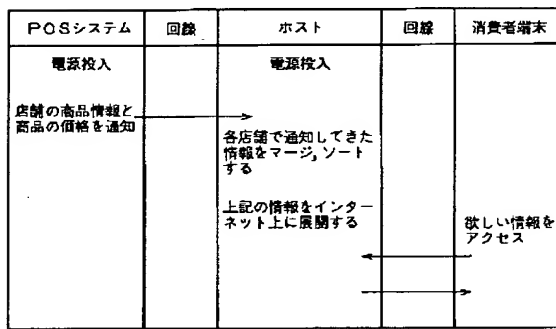 POSシステム
回線
ホスト
回線
消費者端末
電源投入
電源投入
店舗の商品情報と
商品の価格を通知
各店舗で通知してきた
情報をマージ,ソート
する
上記の情報をインター
ネット上に展開する
欲しい情報を
アクセス